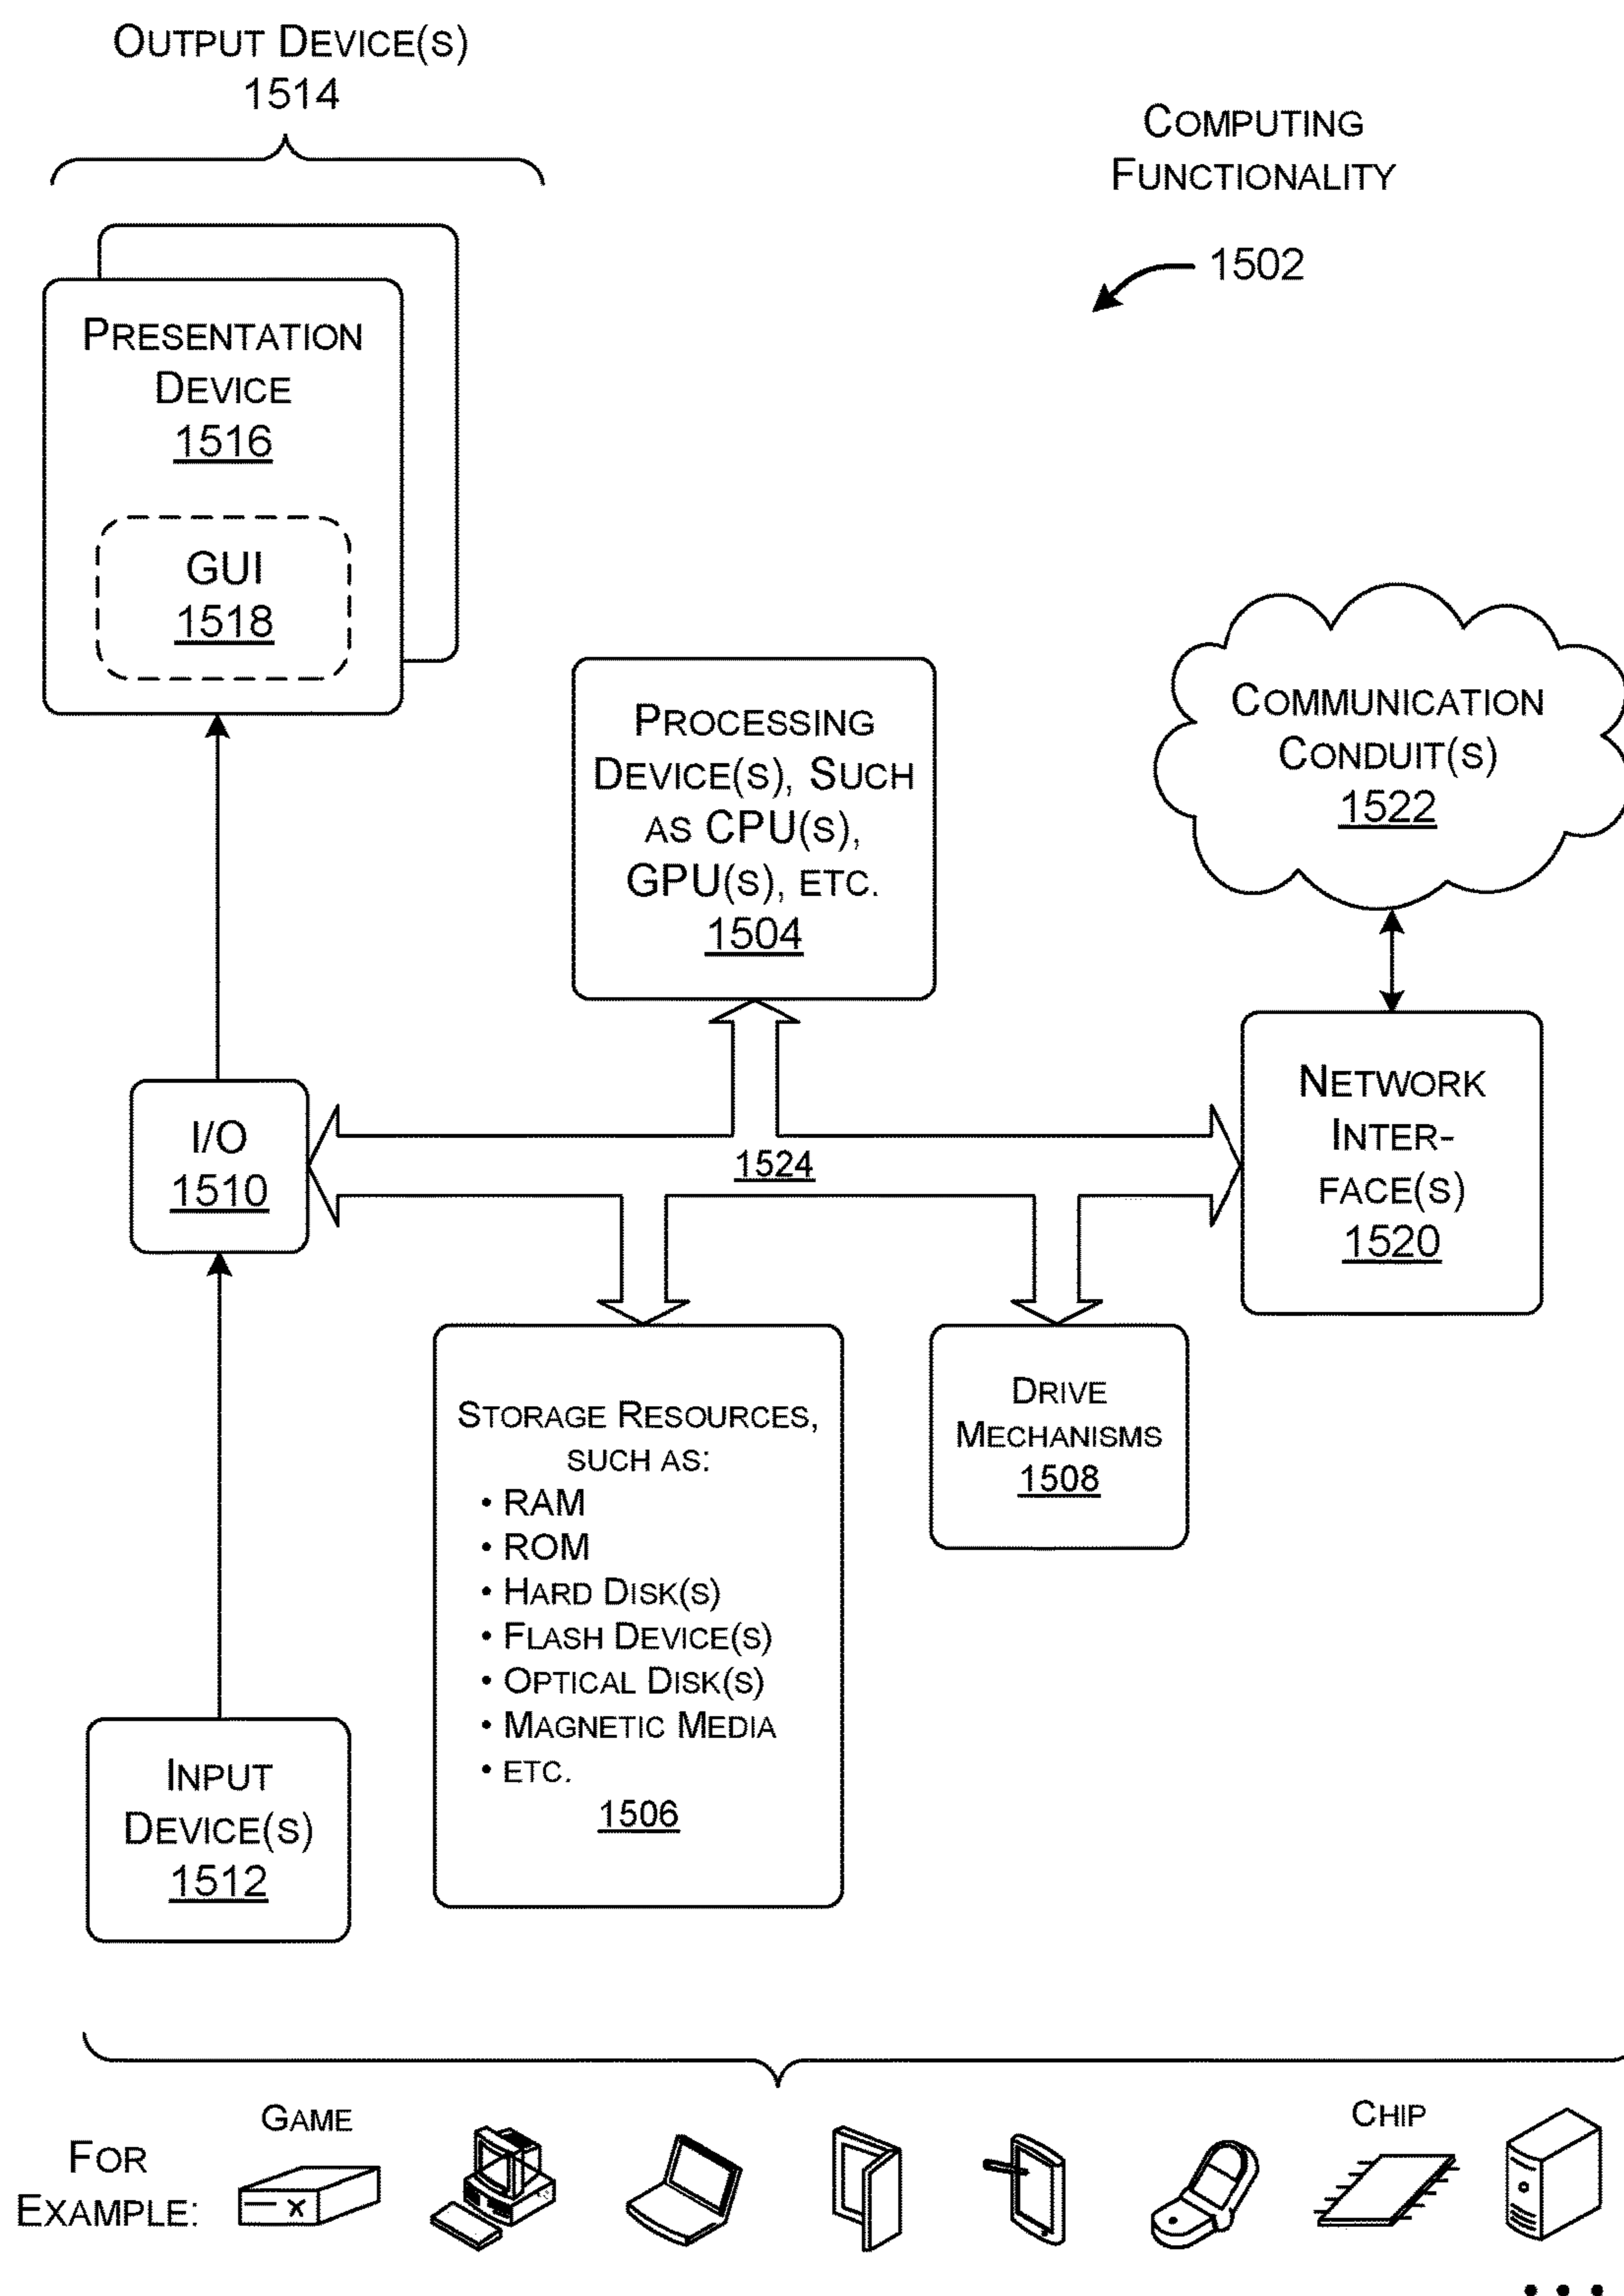 OUTPUT DEVICE(S)
1514
COMPUTING
FUNCTIONALITY
1502
PRESENTATION
DEVICE
1516
GUI
1518
PROCESSING
DEVICE(S), SUCH
AS CPU(S),
GPU(S), ETC.
1504
COMMUNICATION
CONDUIT(S)
1522
I/O
1510
1524
NETWORK
INTER-
FACE(S)
1520
STORAGE RESOURCES,
SUCH AS:
• RAM
• ROM
• HARD DISK(S)
• FLASH DEVICE(S)
• OPTICAL DISK(S)
• MAGNETIC MEDIA
• ETC.
1506
DRIVE
MECHANISMS
1508
INPUT
DEVICE(S)
1512
FOR
EXAMPLE:
GAME
X
CHIP
...